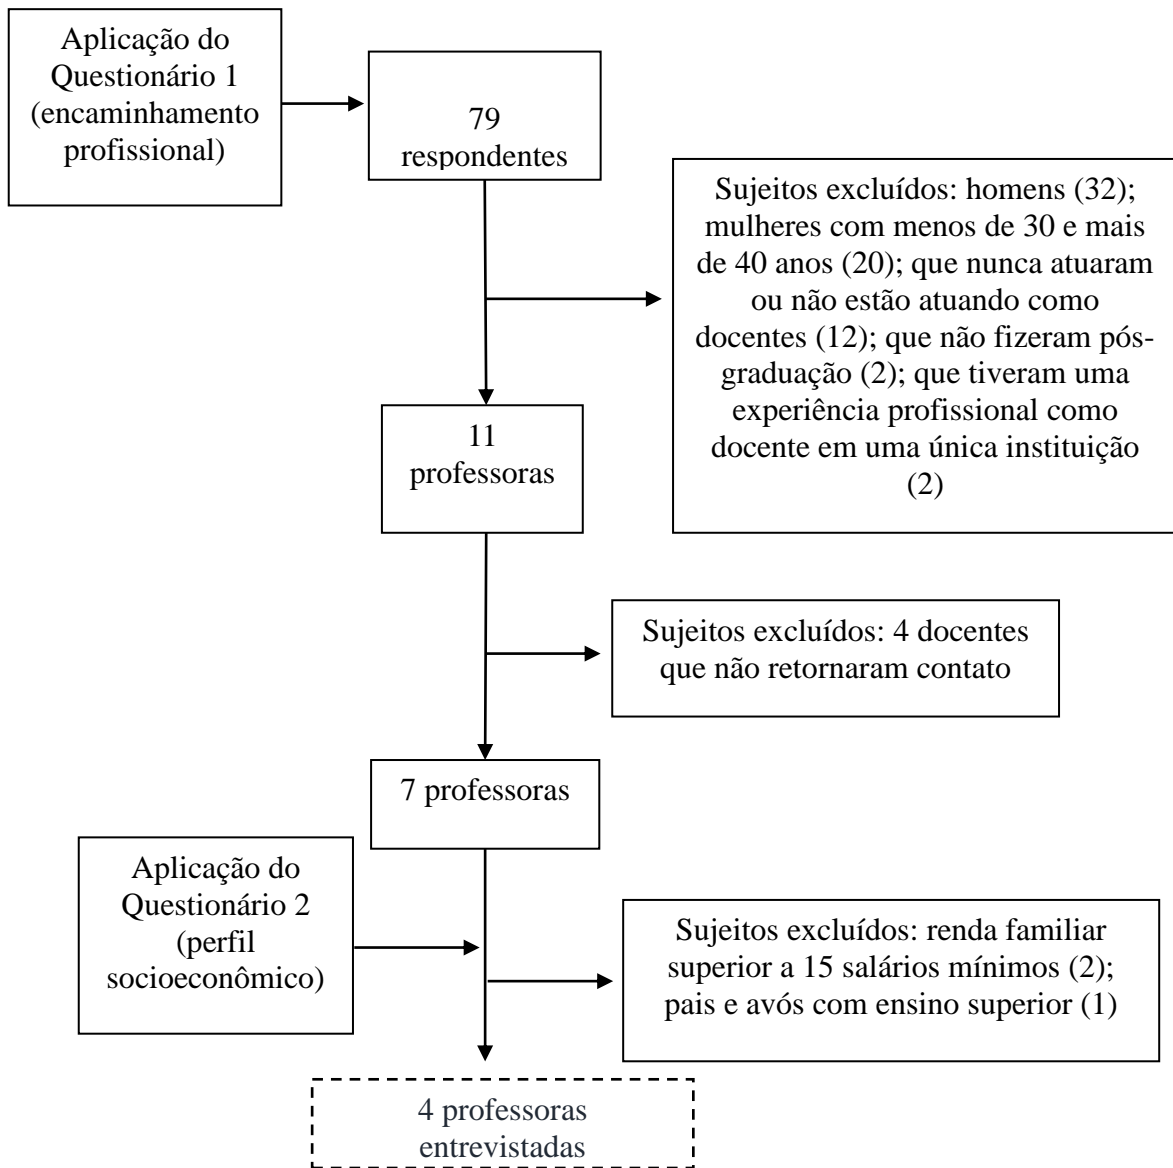 Aplicação do
Questionário 1
(encaminhamento
profissional)
79
respondentes
Sujeitos excluídos: homens (32);
mulheres com menos de 30 e mais
de 40 anos (20); que nunca atuaram
ou não estão atuando como
docentes (12); que não fizeram pós-
graduação (2); que tiveram uma
experiência profissional como
docente em uma única instituição
(2)
11
professoras
Sujeitos excluídos: 4 docentes
que não retornaram contato
7 professoras
Aplicação do
Questionário 2
(perfil
socioeconômico)
Sujeitos excluídos: renda familiar
superior a 15 salários mínimos (2);
pais e avós com ensino superior (1)
4 professoras
entrevistadas